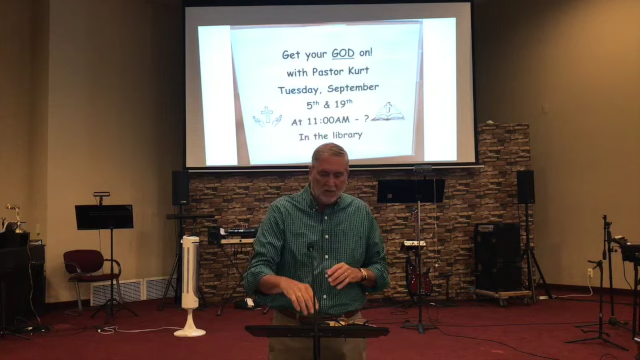 Get your GOD on!
with Pastor Kurt
Tuesday, September
5th & 19th
At 11:00AM - ?
In the library